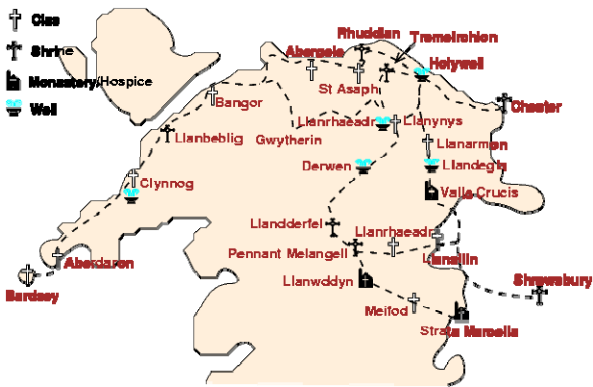 Clas
Shrine
Monastery/Hospice
Well
Rhuddlan
Tremeirchion
Abergele
Holywell
St Asaph
Bangor
Chester
Llanrhaeadr
Llanynys
Llanbeblig
Gwytherin
Llanarmon
Derwen
Llandegla
Clynnog
Valle Crucis
Llandderfel
Llanrhaeadr
Pennant Melangell
Llansilin
Aberdaron
Llanwddyn
Shrewsbury
Bardsey
Meifod
Strata Marcella